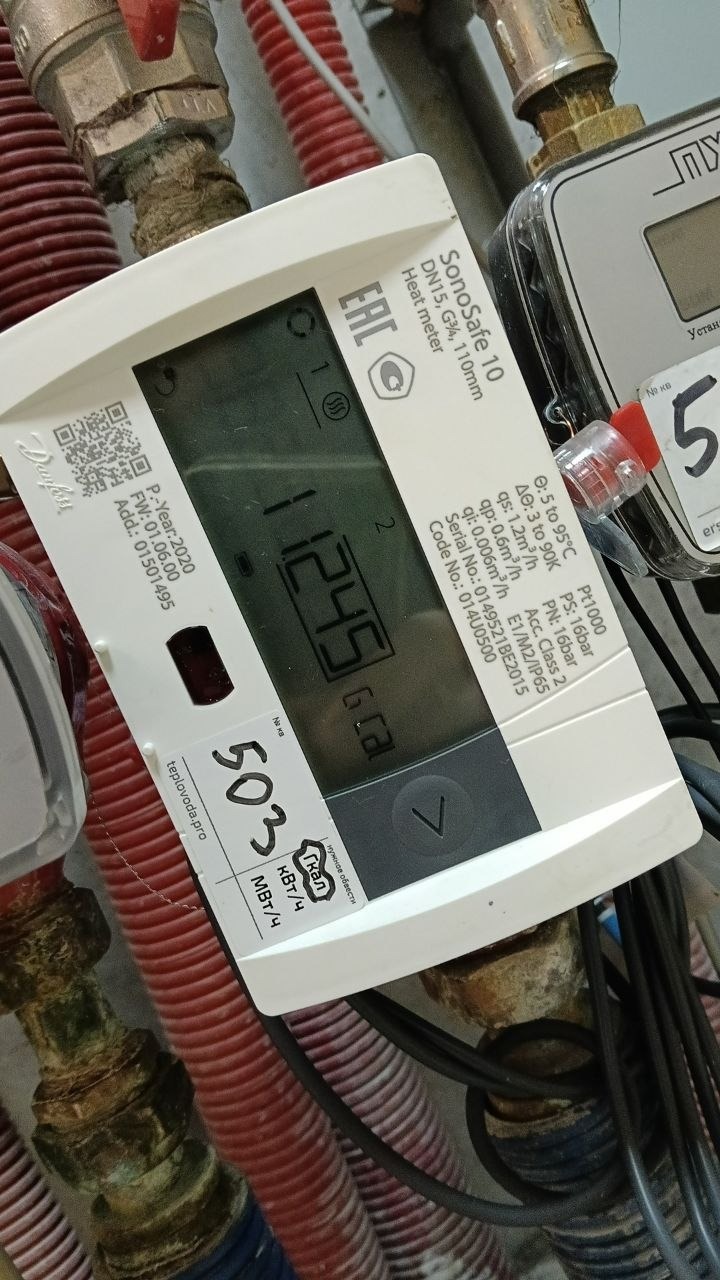 SonoSafe 10
DN15, G¾, 110mm
Heat meter
EAC
Θ: 5 to 95°C
ΔΘ: 3 to 90K
qs: 1.2m³/h
qp: 0.6m³/h
qi: 0.006m³/h
Serial No.: 0149521BE2015
Code No.: 014U0500
Pt1000
PS: 16bar
PN: 16bar
Acc. Class 2
E1/M2/IP65
1
2
11245 GCal
Danfoss
P.-Year:2020
FW: 01.06.00
Add.: 01501495
№ кв
503
teplovoda.pro
нужное обвести
Гкал
кВт/ч
МВт/ч
№ кв
5